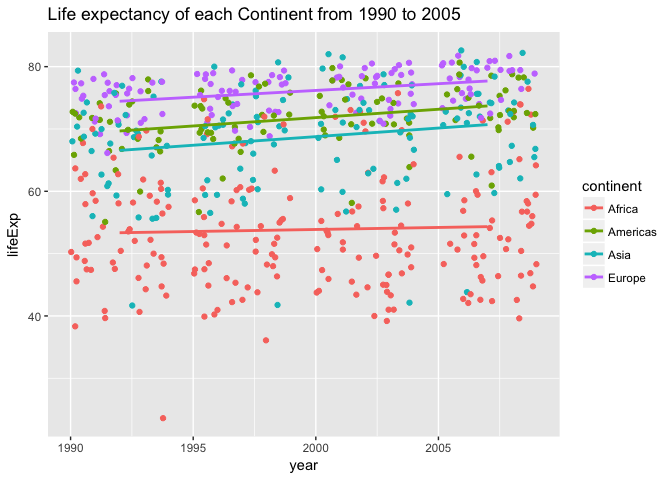 Life expectancy of each Continent from 1990 to 2005
80
60
40
lifeExp
1990 1995 2000 2005
year
continent
Africa
Americas
Asia
Europe